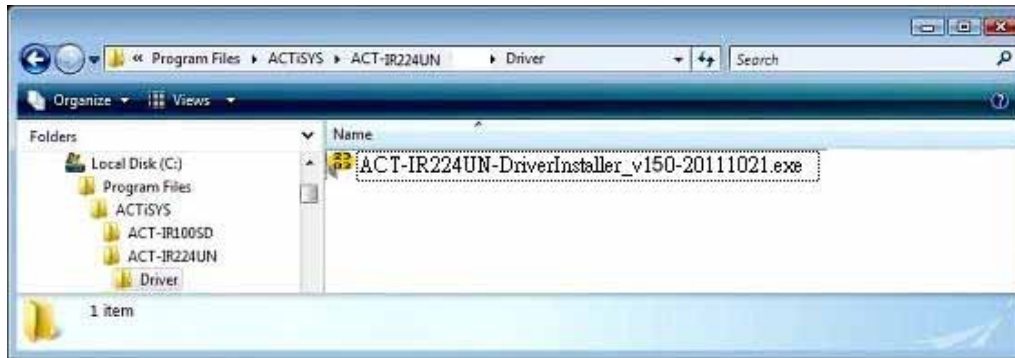 « Program Files ACTiSYS ACT-IR224UN Driver Search
Organize Views
Folders Name
Local Disk (C:)
Program Files
ACTiSYS
ACT-IR100SD
ACT-IR224UN
Driver
ACT-IR224UN-DriverInstaller_v150-20111021.exe
1 item